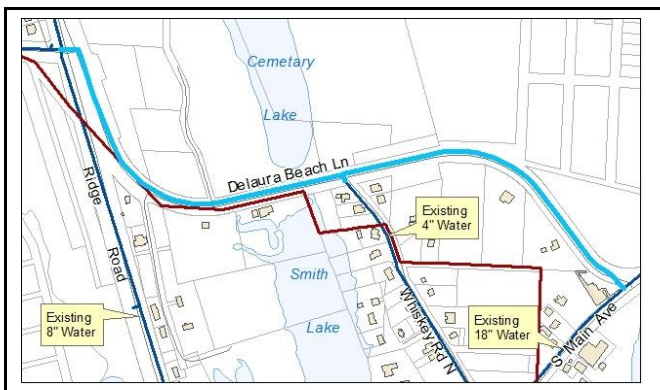 Cemetary
Lake
Delaura Beach Ln
Ridge
Road
Existing
4" Water
Smith
Lake
Whiskey Rd N
Existing
8" Water
Existing
18" Water
S. Main Ave